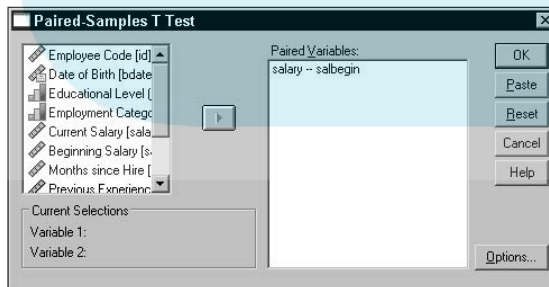 Paired-Samples T Test
Employee Code [id]
Date of Birth [bdate
Educational Level (
Employment Catego
Current Salary [sala
Beginning Salary [s
Months since Hire [
Previous Experienc
Current Selections
Variable 1:
Variable 2:
Paired Variables:
salary -- salbegin
OK
Paste
Reset
Cancel
Help
Options...